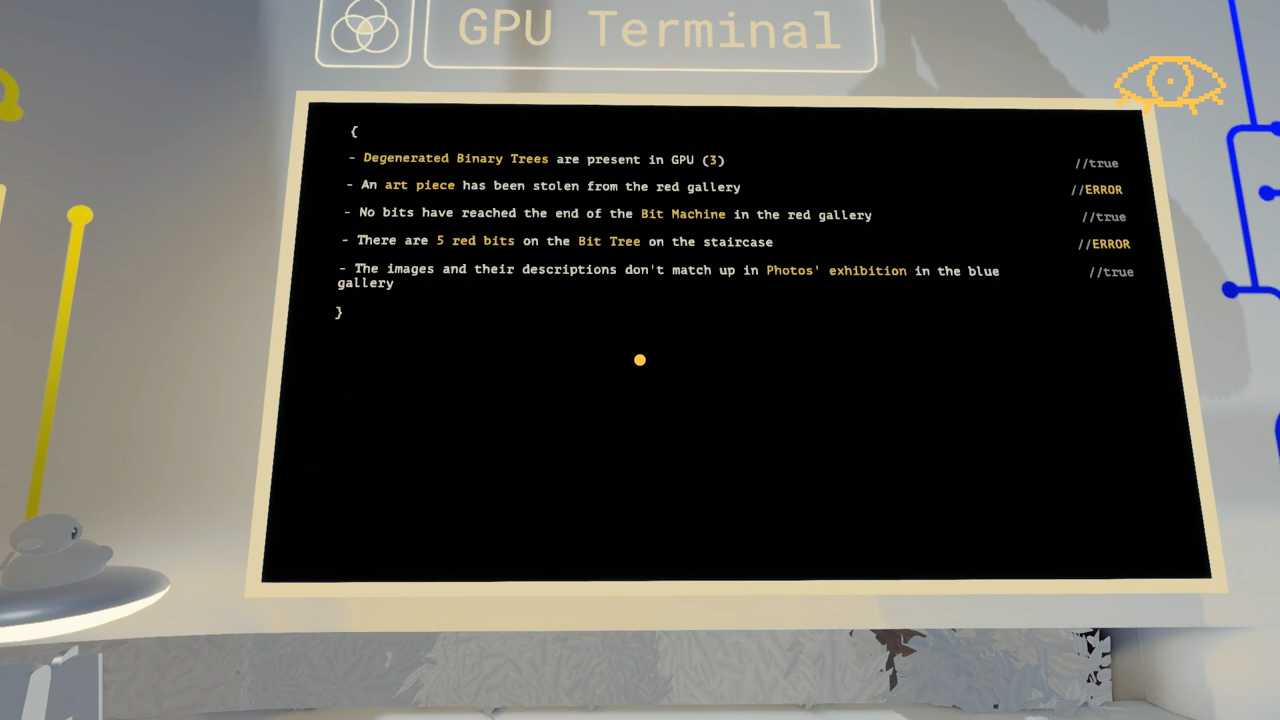 GPU Terminal
{
- Degenerated Binary Trees are present in GPU (3) //true
- An art piece has been stolen from the red gallery //ERROR
- No bits have reached the end of the Bit Machine in the red gallery //true
- There are 5 red bits on the Bit Tree on the staircase //ERROR
- The images and their descriptions don't match up in Photos' exhibition in the blue //true
gallery
}